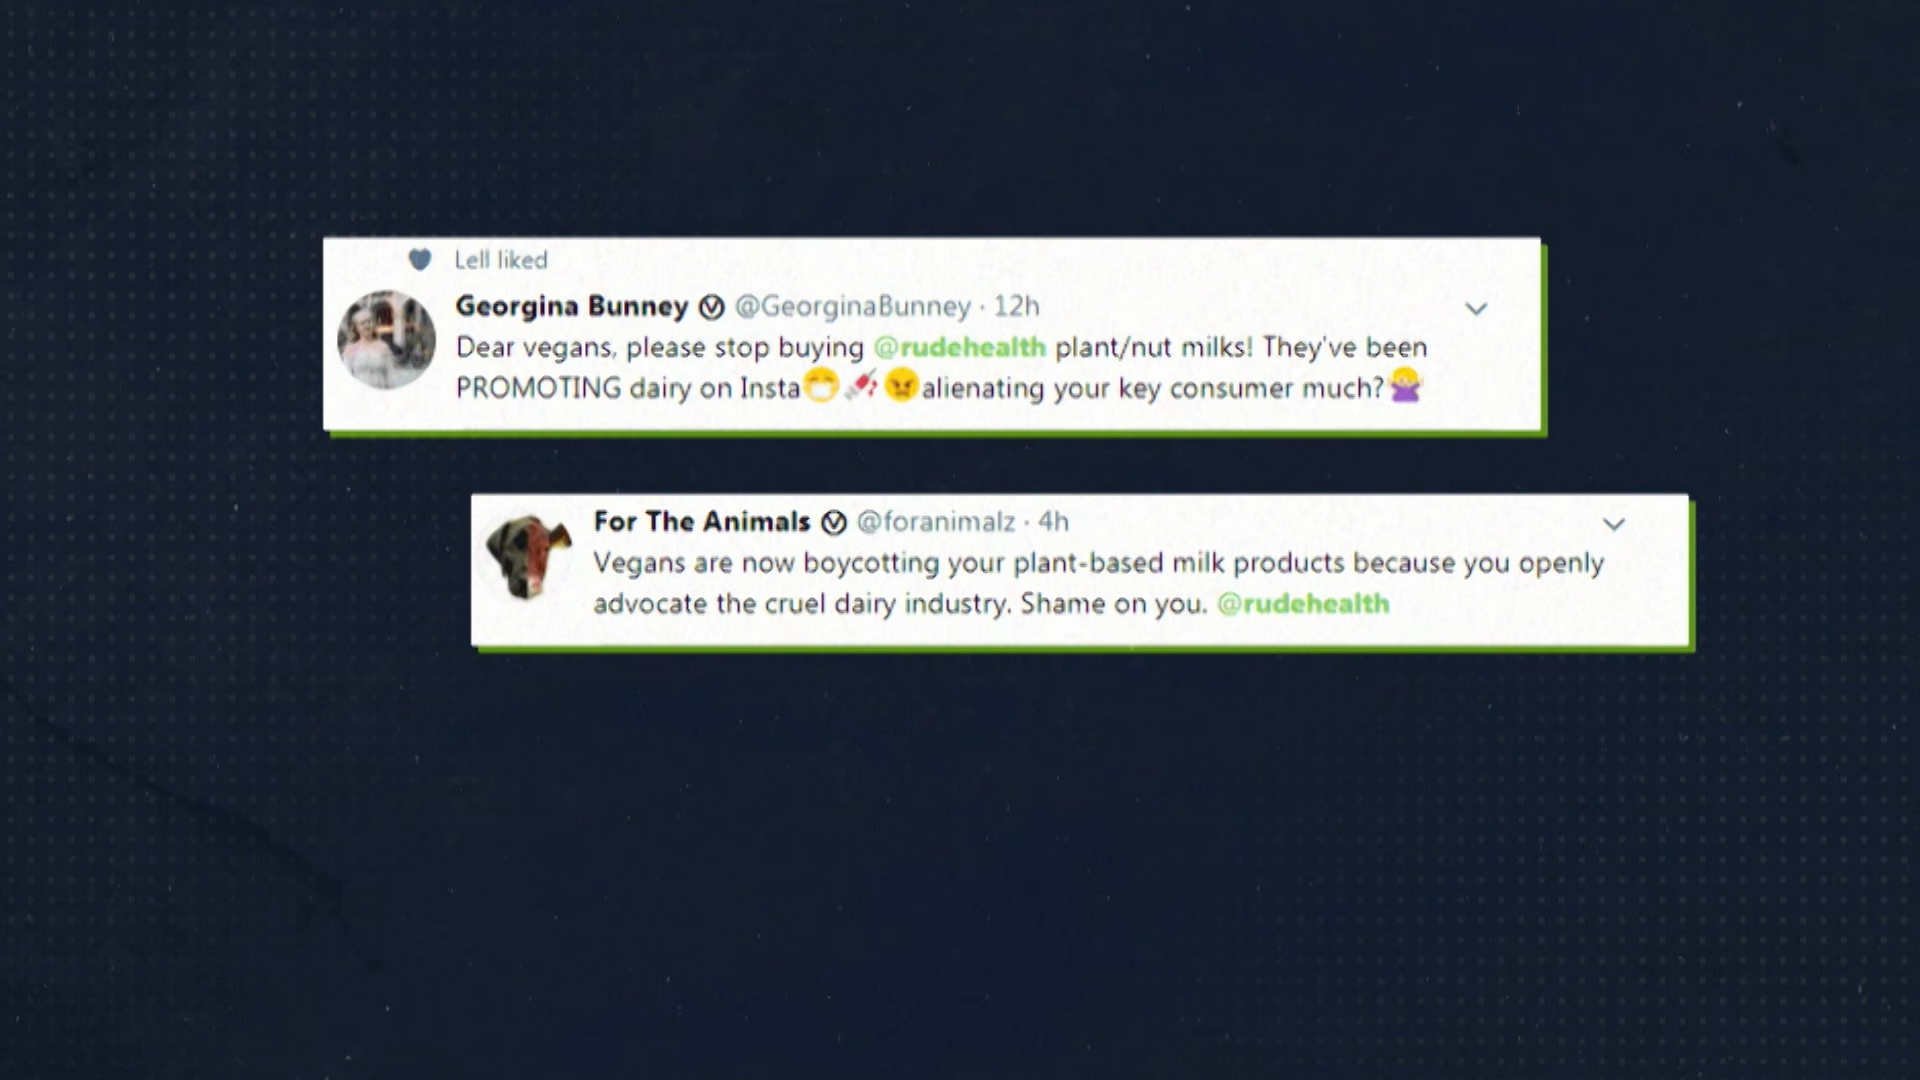 Lell liked
Georgina Bunney Ⓥ @GeorginaBunney · 12h
Dear vegans, please stop buying @rudehealth plant/nut milks! They've been
PROMOTING dairy on Insta😷💉😠alienating your key consumer much?🙅
For The Animals Ⓥ @foranimalz · 4h
Vegans are now boycotting your plant-based milk products because you openly
advocate the cruel dairy industry. Shame on you. @rudehealth